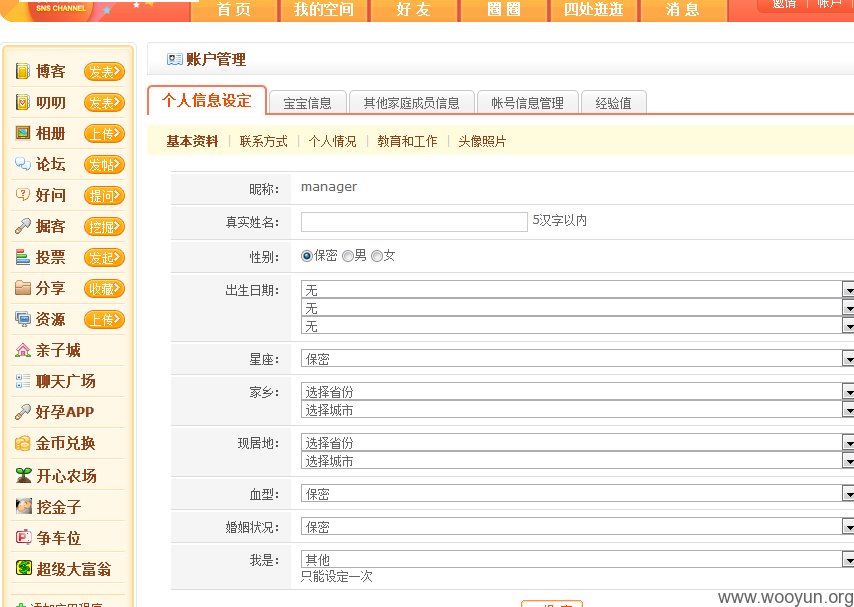 SNS CHANNEL
首 页 我的空间 好 友 圈 圈 四处逛逛 消 息 邀请 | 账户
账户管理
个人信息设定 宝宝信息 其他家庭成员信息 帐号信息管理 经验值
基本资料 | 联系方式 | 个人情况 | 教育和工作 | 头像照片
博客 发表
叨叨 发表
相册 上传
论坛 发帖
好问 提问
掘客 挖掘
投票 发起
分享 收藏
资源 上传
亲子城
聊天广场
好孕APP
金币兑换
开心农场
挖金子
争车位
超级大富翁
添加应用程序
昵称: manager
真实姓名: 5汉字以内
性别: 保密 男 女
出生日期: 无
无
无
星座: 保密
家乡: 选择省份
选择城市
现居地: 选择省份
选择城市
血型: 保密
婚姻状况: 保密
我是: 其他
只能设定一次
www.wooyun.org